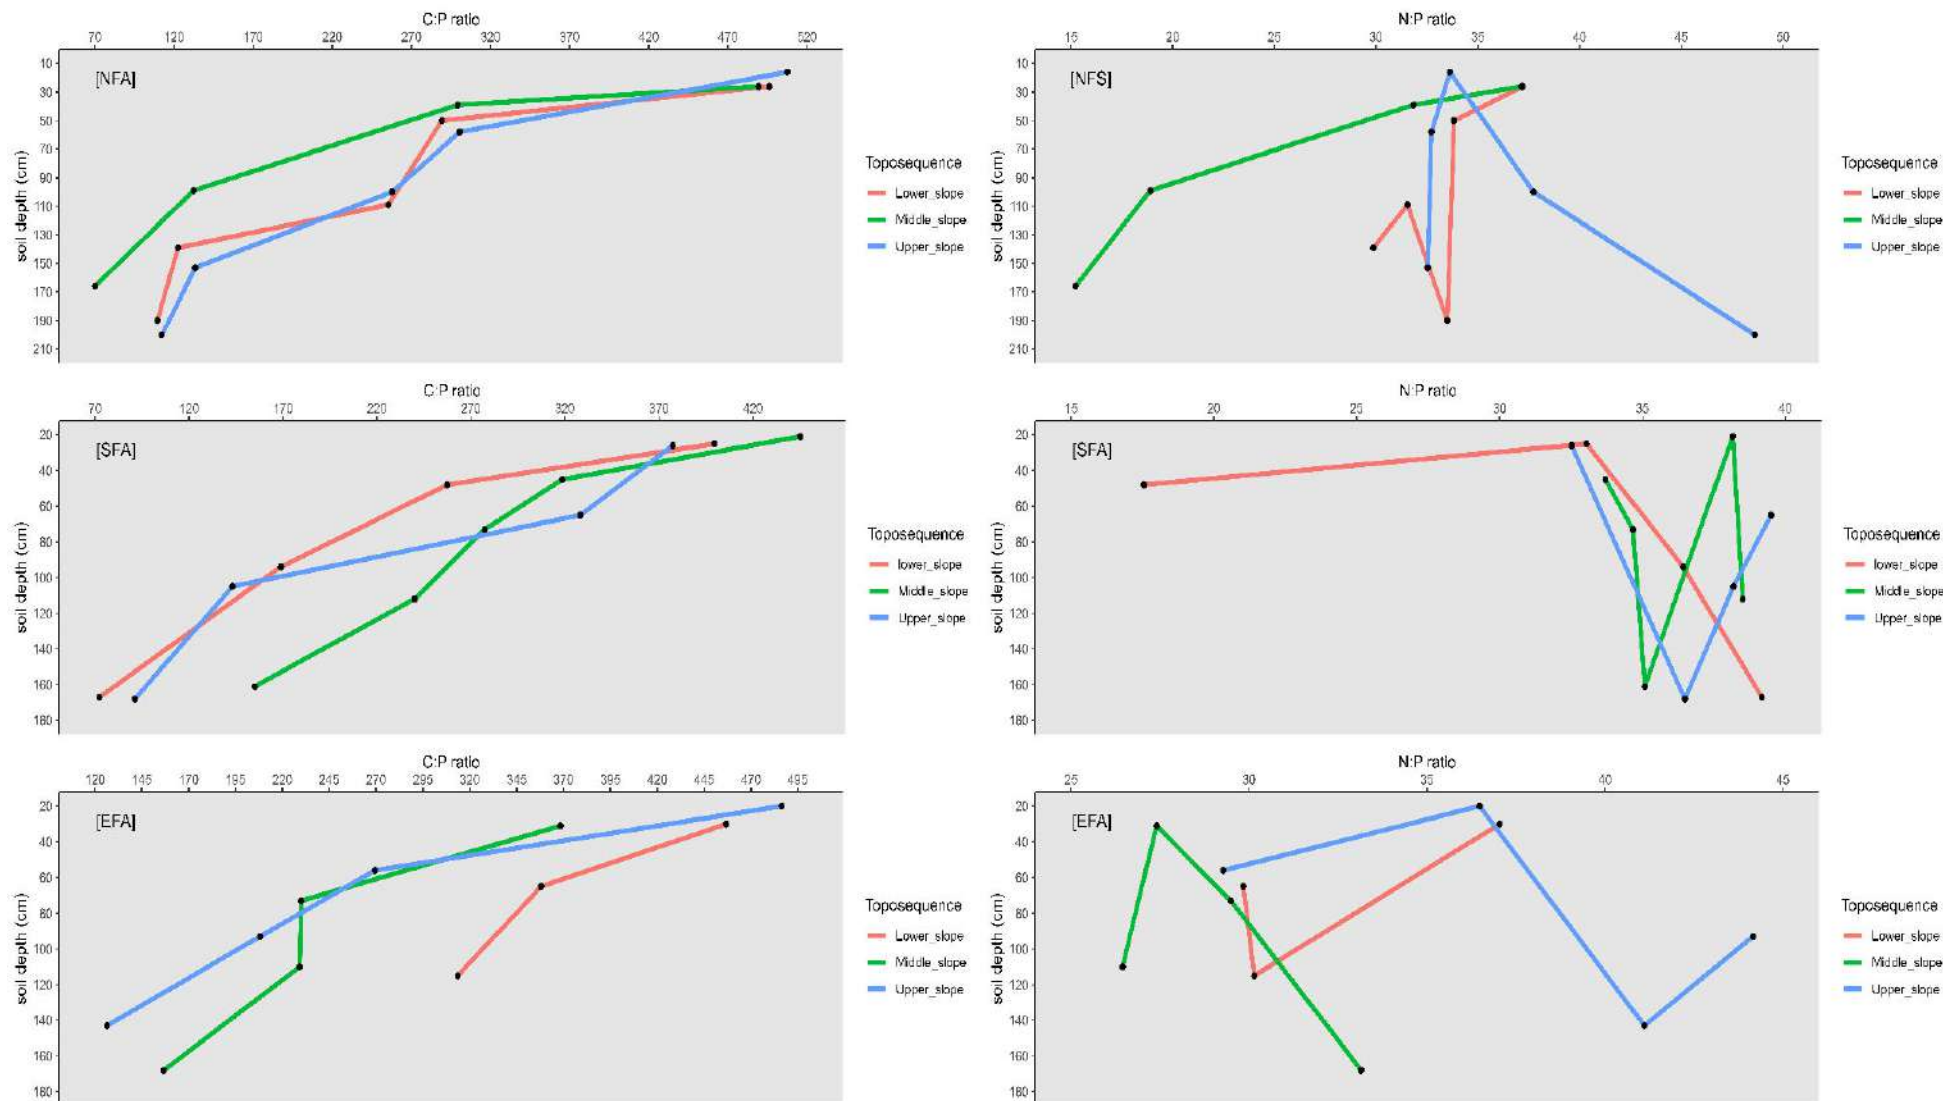 C:P ratio
70 120 170 220 270 320 370 420 470 520
[NFA]
10
30
50
70
90
110
130
150
170
190
210
soil depth (cm)
Toposequence
Lower_slope
Middle_slope
Upper_slope
N:P ratio
15 20 25 30 35 40 45 50
[NFS]
10
30
50
70
90
110
130
150
170
190
210
soil depth (cm)
Toposequence
Lower_slope
Middle_slope
Upper_slope
C:P ratio
70 120 170 220 270 320 370 420
[SFA]
20
40
60
80
100
120
140
160
180
soil depth (cm)
Toposequence
lower_slope
Middle_slope
Upper_slope
N:P ratio
15 20 25 30 35 40
[SFA]
20
40
60
80
100
120
140
160
180
soil depth (cm)
Toposequence
lower_slope
Middle_slope
Upper_slope
C:P ratio
120 145 170 195 220 245 270 295 320 345 370 395 420 445 470 495
[EFA]
20
40
60
80
100
120
140
160
180
soil depth (cm)
Toposequence
Lower_slope
Middle_slope
Upper_slope
N:P ratio
25 30 35 40 45
[EFA]
20
40
60
80
100
120
140
160
180
soil depth (cm)
Toposequence
Lower_slope
Middle_slope
Upper_slope